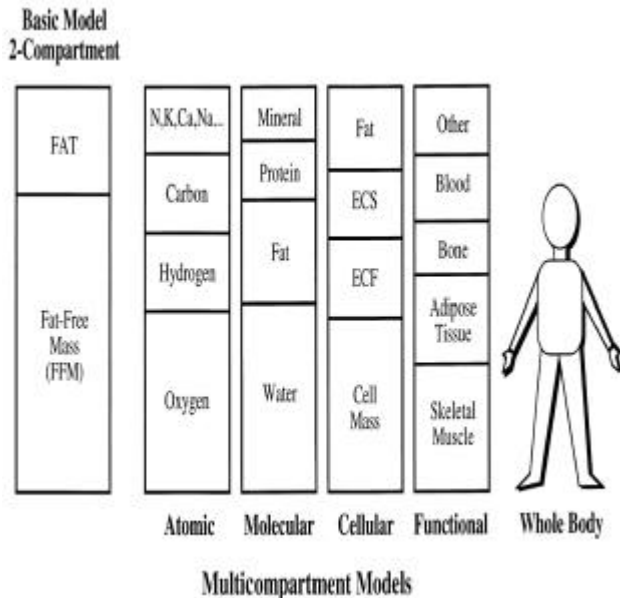 Basic Model
2-Compartment
FAT
Fat-Free
Mass
(FFM)
N,K,Ca,Na...
Carbon
Hydrogen
Oxygen
Atomic
Mineral
Protein
Fat
Water
Molecular
Fat
ECS
ECF
Cell
Mass
Cellular
Other
Blood
Bone
Adipose
Tissue
Skeletal
Muscle
Functional
Whole Body
Multicompartment Models